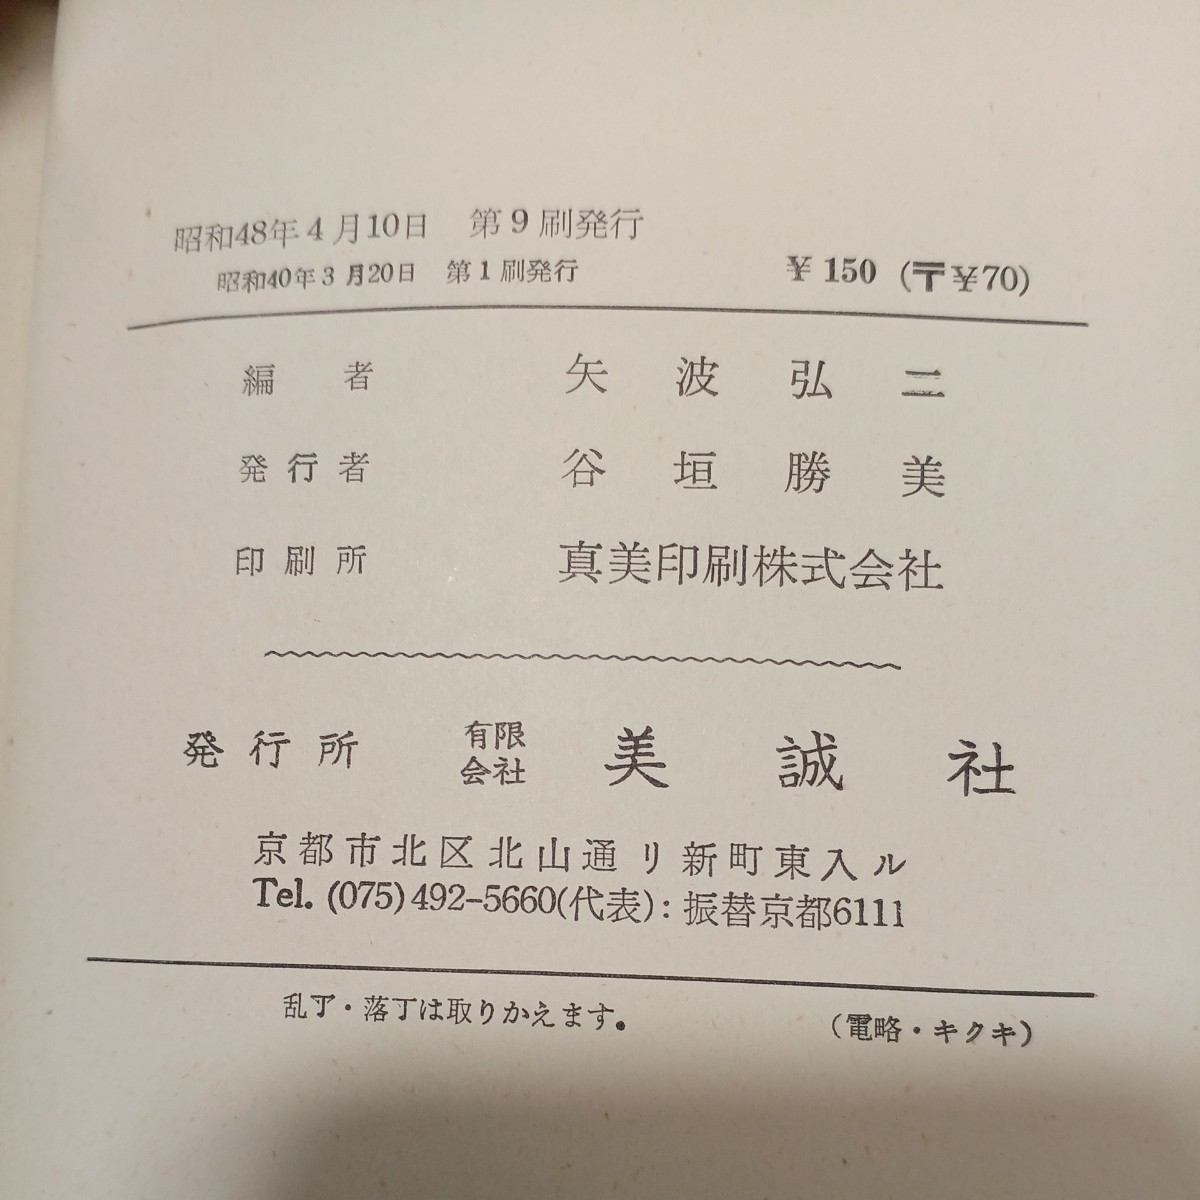 昭和48年4月10日 第9刷発行
昭和40年3月20日 第1刷発行 ¥150 (〒¥70)
編者 矢波弘二
発行者 谷垣勝美
印刷所 真美印刷株式会社
発行所 有限会社 美誠社
京都市北区北山通リ新町東入ル
Tel. (075)492-5660(代表): 振替京都6111
乱丁・落丁は取りかえます。 (電略・キクキ)